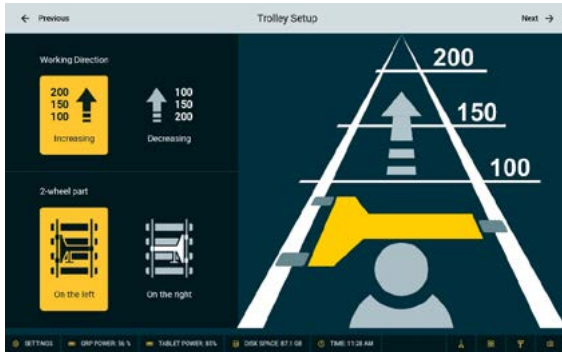 Previous
Trolley Setup
Next
Working Direction
200
150
100
Increasing
100
150
200
Decreasing
2-wheel part
On the left
On the right
200
150
100
SETTINGS
GRP POWER: 56 %
TABLET POWER: 85%
DISK SPACE: 87.1 GB
TIME: 11:28 AM